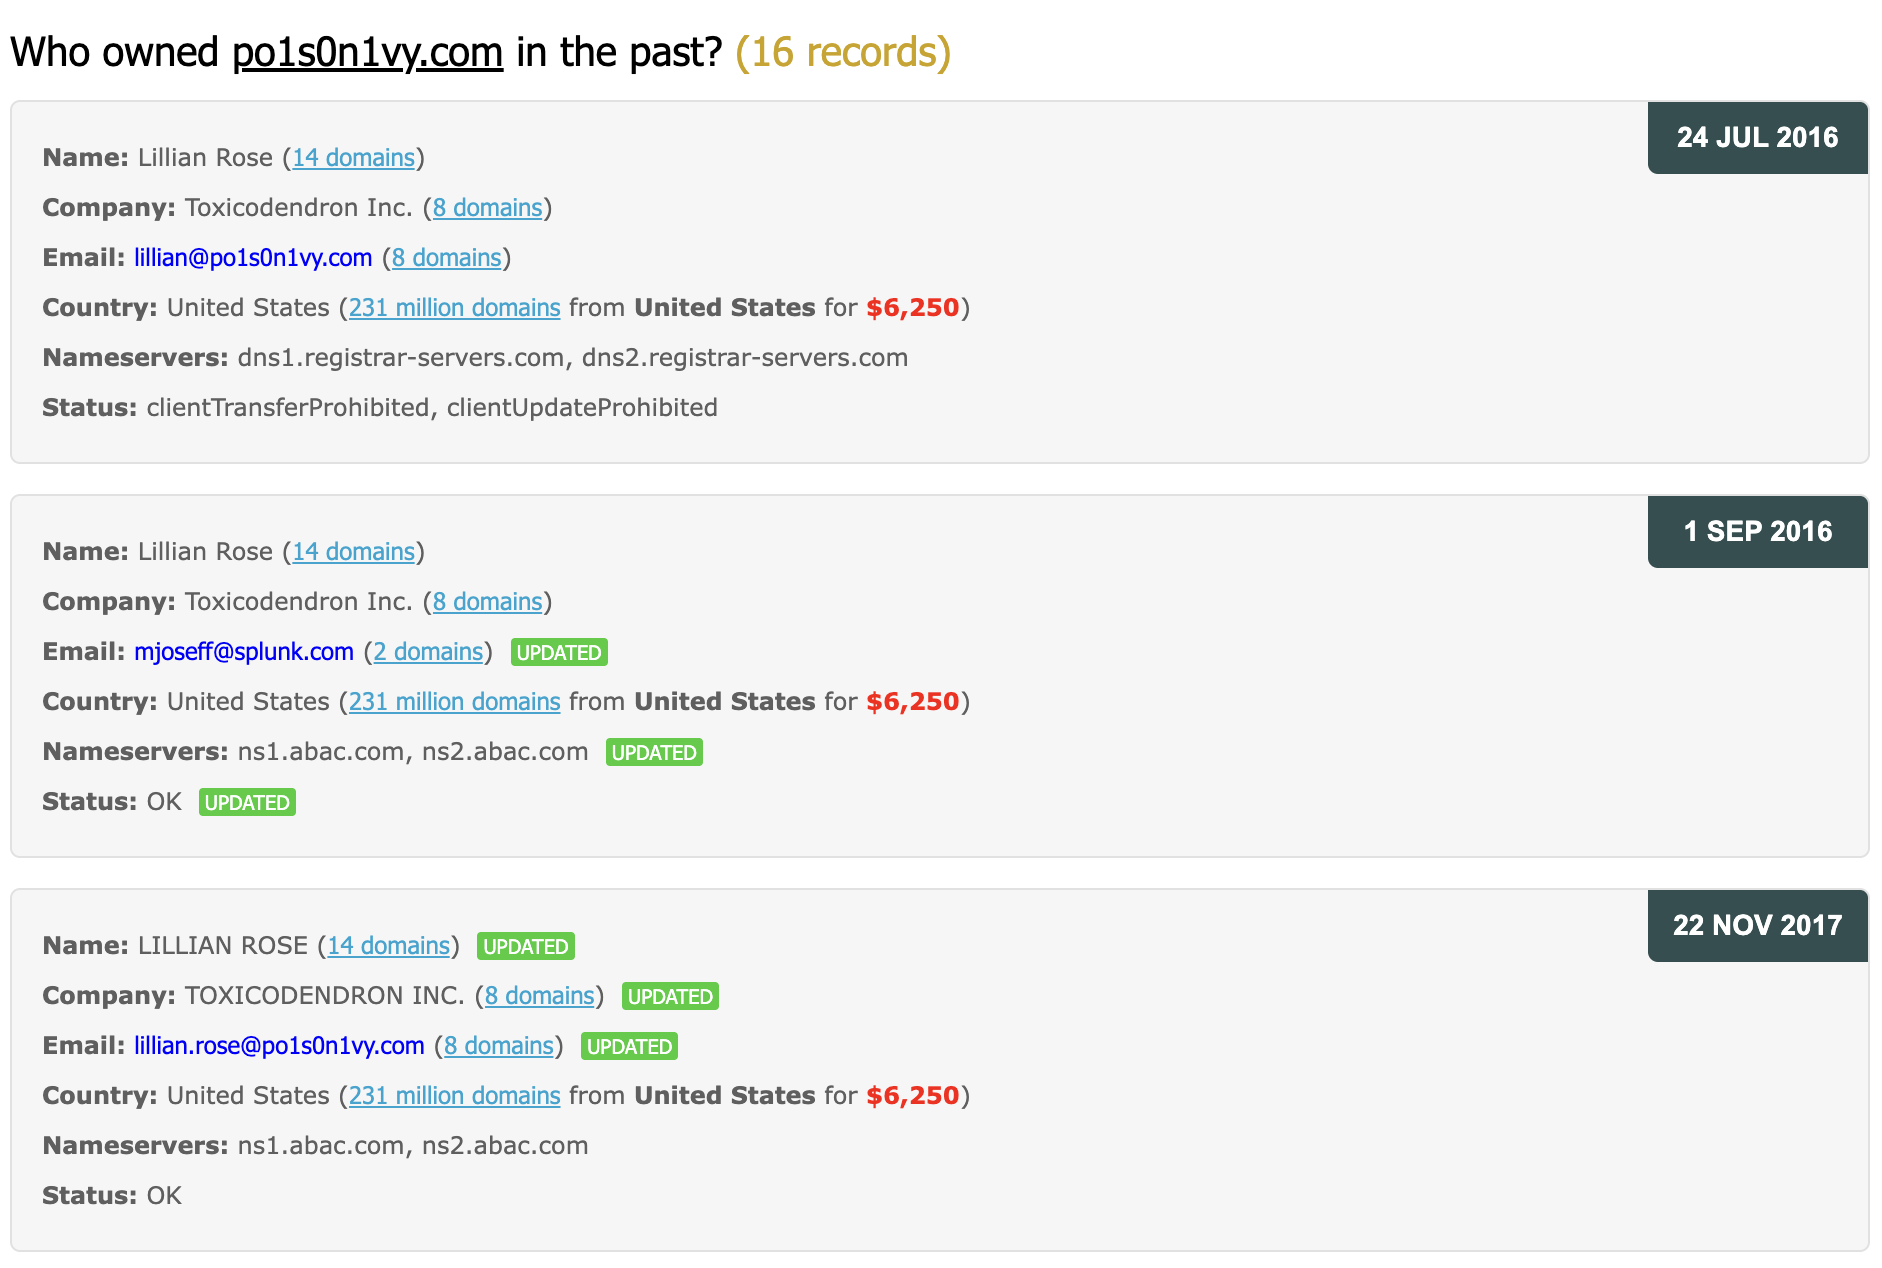 Who owned po1s0n1vy.com in the past? (16 records)
24 JUL 2016
Name: Lillian Rose (14 domains)
Company: Toxicodendron Inc. (8 domains)
Email: lillian@po1s0n1vy.com (8 domains)
Country: United States (231 million domains from United States for $6,250)
Nameservers: dns1.registrar-servers.com, dns2.registrar-servers.com
Status: clientTransferProhibited, clientUpdateProhibited
1 SEP 2016
Name: Lillian Rose (14 domains)
Company: Toxicodendron Inc. (8 domains)
Email: mjoseff@splunk.com (2 domains) UPDATED
Country: United States (231 million domains from United States for $6,250)
Nameservers: ns1.abac.com, ns2.abac.com UPDATED
Status: OK UPDATED
22 NOV 2017
Name: LILLIAN ROSE (14 domains) UPDATED
Company: TOXICODENDRON INC. (8 domains) UPDATED
Email: lillian.rose@po1s0n1vy.com (8 domains) UPDATED
Country: United States (231 million domains from United States for $6,250)
Nameservers: ns1.abac.com, ns2.abac.com
Status: OK